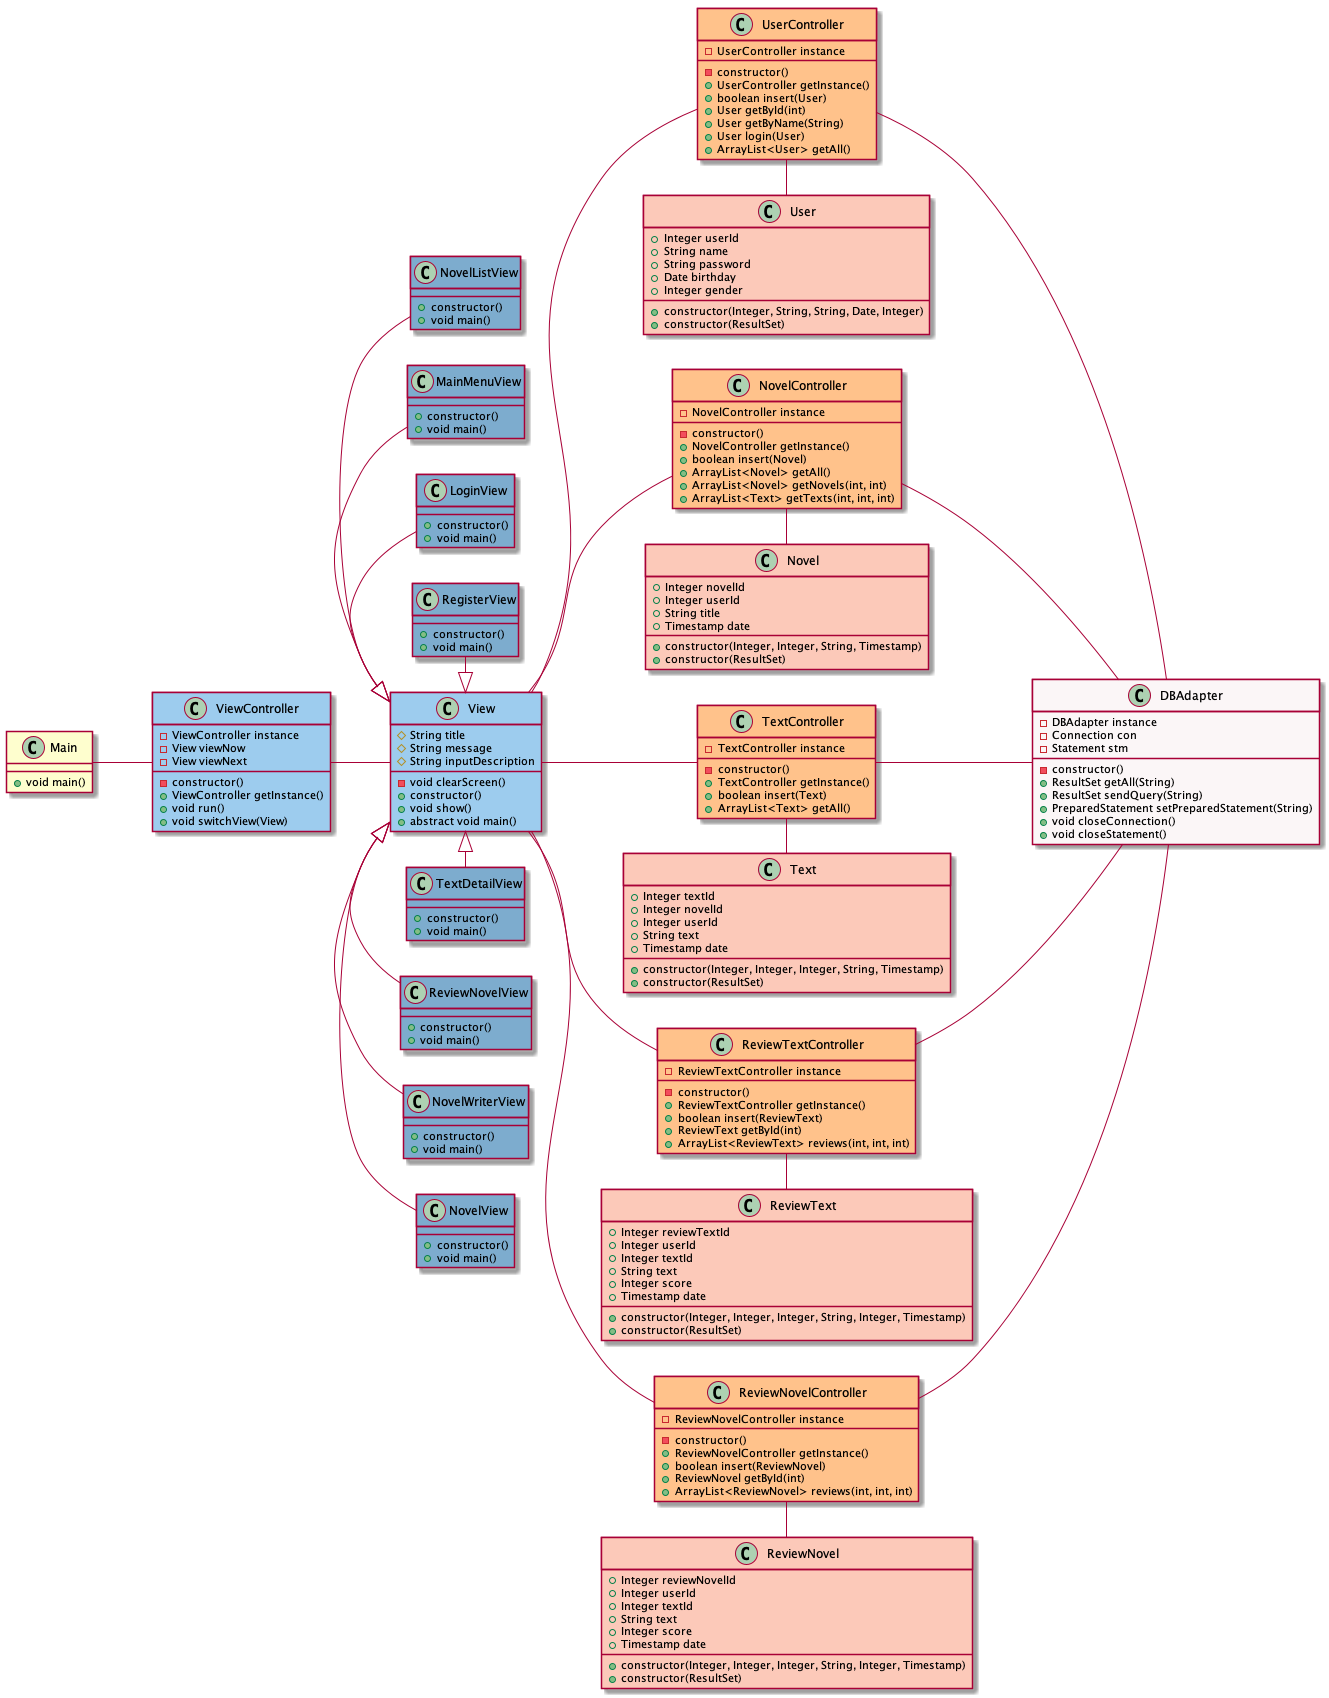 C UserController
UserController instance
constructor()
UserController getInstance()
boolean insert(User)
User getById(int)
User getByName(String)
User login(User)
ArrayList<User> getAll()
C User
Integer userId
String name
String password
Date birthday
Integer gender
constructor(Integer, String, String, Date, Integer)
constructor(ResultSet)
C NovelListView
constructor()
void main()
C MainMenuView
constructor()
void main()
C LoginView
constructor()
void main()
C RegisterView
constructor()
void main()
C NovelController
NovelController instance
constructor()
NovelController getInstance()
boolean insert(Novel)
ArrayList<Novel> getAll()
ArrayList<Novel> getNovels(int, int)
ArrayList<Text> getTexts(int, int, int)
C Novel
Integer novelId
Integer userId
String title
Timestamp date
constructor(Integer, Integer, String, Timestamp)
constructor(ResultSet)
C Main
void main()
C ViewController
ViewController instance
View viewNow
View viewNext
constructor()
ViewController getInstance()
void run()
void switchView(View)
C View
String title
String message
String inputDescription
void clearScreen()
constructor()
void show()
abstract void main()
C TextController
TextController instance
constructor()
TextController getInstance()
boolean insert(Text)
ArrayList<Text> getAll()
C DBAdapter
DBAdapter instance
Connection con
Statement stm
constructor()
ResultSet getAll(String)
ResultSet sendQuery(String)
PreparedStatement setPreparedStatement(String)
void closeConnection()
void closeStatement()
C Text
Integer textId
Integer novelId
Integer userId
String text
Timestamp date
constructor(Integer, Integer, Integer, String, Timestamp)
constructor(ResultSet)
C TextDetailView
constructor()
void main()
C ReviewNovelView
constructor()
void main()
C NovelWriterView
constructor()
void main()
C NovelView
constructor()
void main()
C ReviewTextController
ReviewTextController instance
constructor()
ReviewTextController getInstance()
boolean insert(ReviewText)
ReviewText getById(int)
ArrayList<ReviewText> reviews(int, int, int)
C ReviewText
Integer reviewTextId
Integer userId
Integer textId
String text
Integer score
Timestamp date
constructor(Integer, Integer, Integer, String, Integer, Timestamp)
constructor(ResultSet)
C ReviewNovelController
ReviewNovelController instance
constructor()
ReviewNovelController getInstance()
boolean insert(ReviewNovel)
ReviewNovel getById(int)
ArrayList<ReviewNovel> reviews(int, int, int)
C ReviewNovel
Integer reviewNovelId
Integer userId
Integer textId
String text
Integer score
Timestamp date
constructor(Integer, Integer, Integer, String, Integer, Timestamp)
constructor(ResultSet)